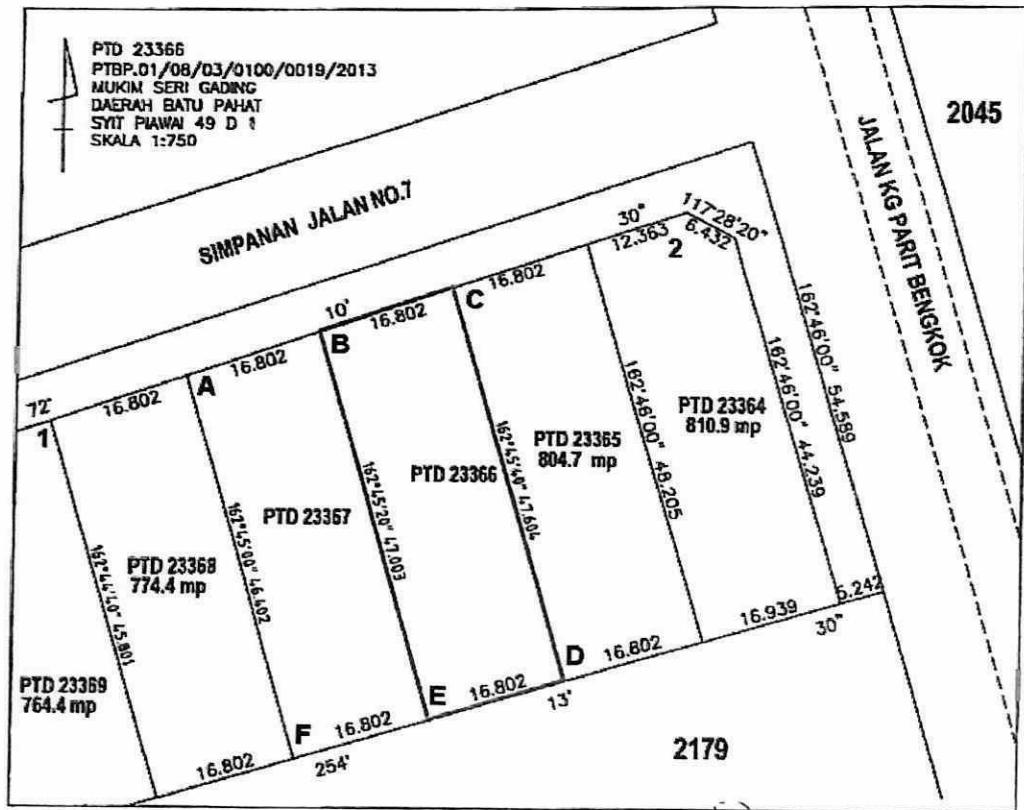 PTD 23366
PTBP.01/08/03/0100/0019/2013
MUKIM SERI GADING
DAERAH BATU PAHAT
SYIT PIAWAI 49 D 1
SKALA 1:750
2045
JALAN KG PARIT BENGKOK
SIMPANAN JALAN NO.7
117°28'20"
6.432
30"
12.363
2
16.802
C
10'
16.802
B
16.802
A
16.802
72°
1
162°46'00" 54.589
162°46'00" 44.239
162°46'00" 48.205
162°45'40" 47.604
162°45'20" 47.003
162°45'00" 46.402
162°44'40" 45.801
PTD 23364
810.9 mp
PTD 23365
804.7 mp
PTD 23366
PTD 23367
PTD 23368
774.4 mp
PTD 23369
764.4 mp
5.242
16.939
30"
16.802
D
13'
16.802
E
16.802
F
254°
16.802
2179